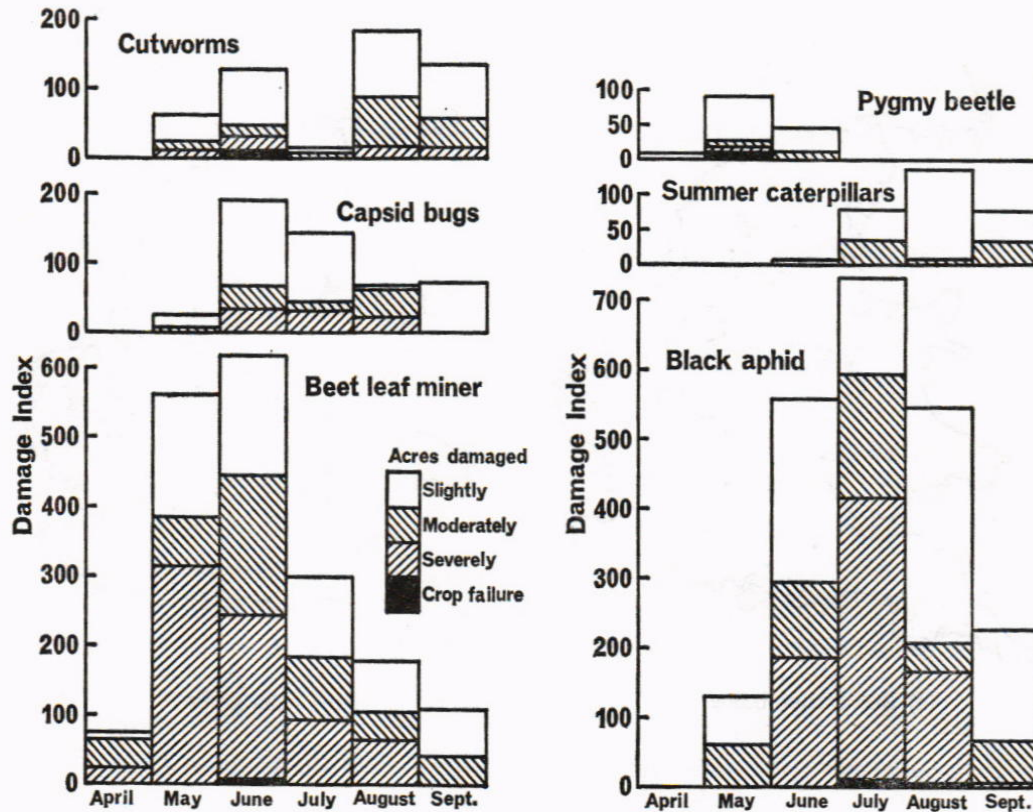 200
Cutworms
100
0
200
Capsid bugs
100
0
600
Beet leaf miner
500
400
300
200
100
0
Damage Index
Acres damaged
Slightly
Moderately
Severely
Crop failure
April May June July August Sept.
100
Pygmy beetle
50
0
Summer caterpillars
100
50
0
700
Black aphid
600
500
400
300
200
100
0
Damage Index
April May June July August Sept.